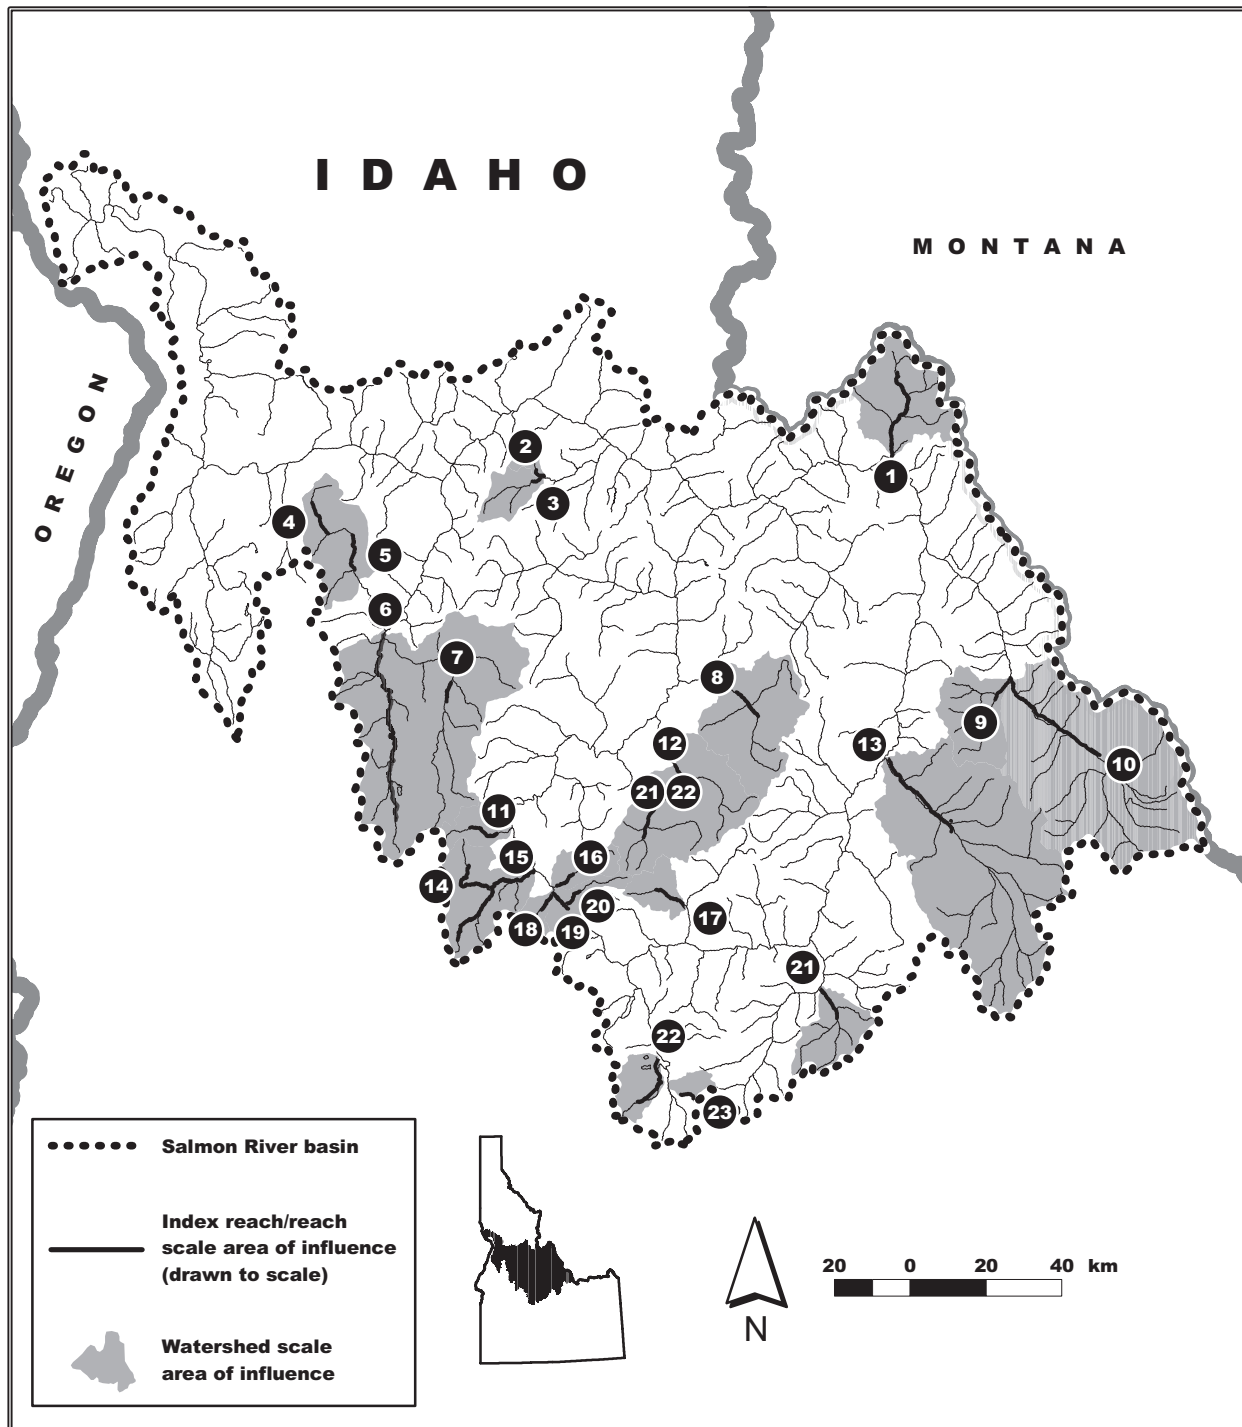 IDAHO
MONTANA
OREGON
1
2
3
4
5
6
7
8
9
10
11
12
13
21
22
14
15
16
17
18
19
20
21
22
23
Salmon River basin
Index reach/reach
scale area of influence
(drawn to scale)
Watershed scale
area of influence
N
20 0 20 40 km